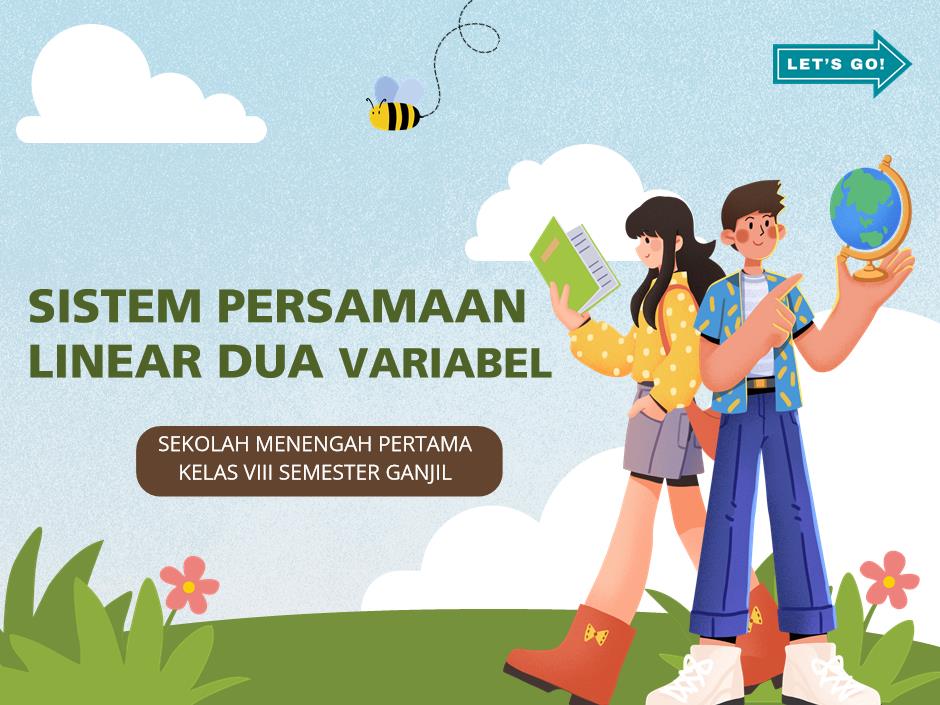 LET'S GO!
SISTEM PERSAMAAN
LINEAR DUA VARIABEL
SEKOLAH MENENGAH PERTAMA
KELAS VIII SEMESTER GANJIL